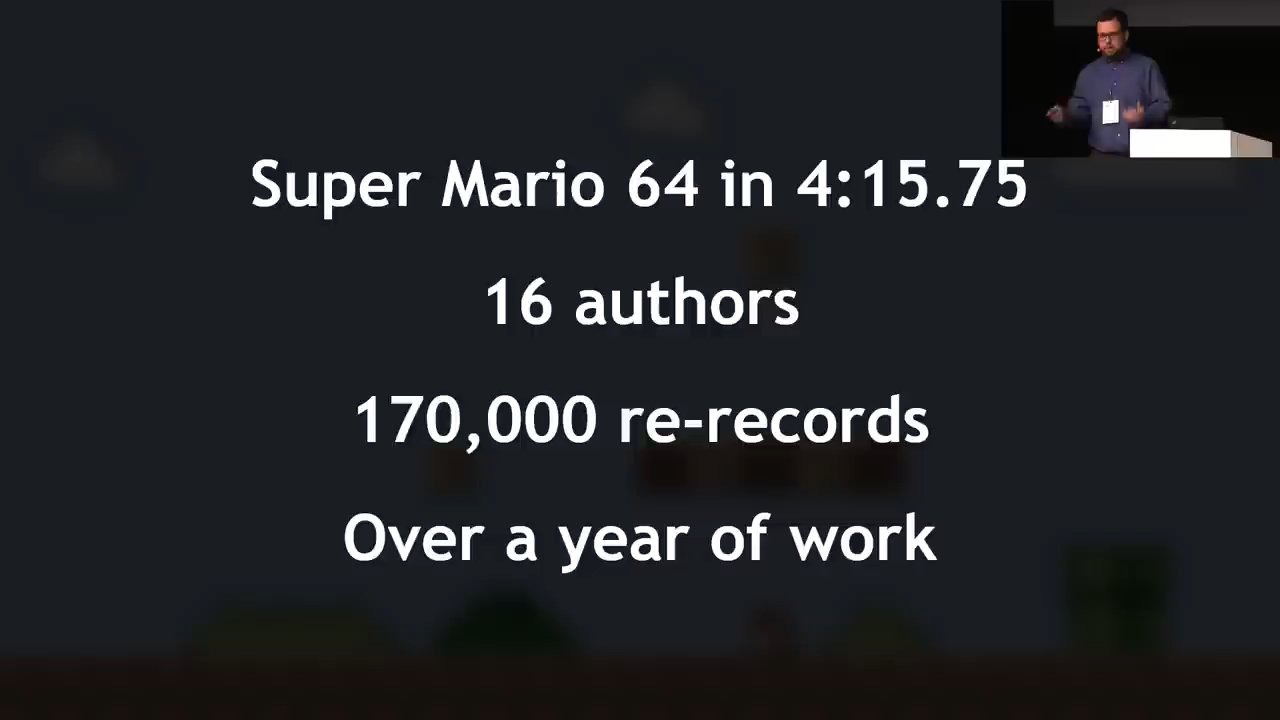 Super Mario 64 in 4:15.75
16 authors
170,000 re-records
Over a year of work